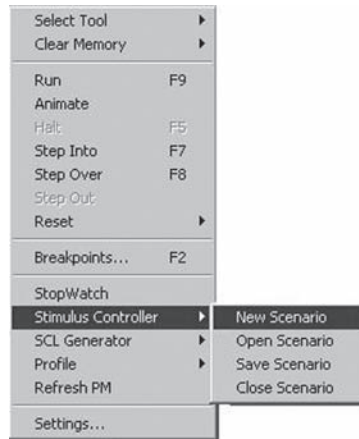 Select Tool
Clear Memory
Run F9
Animate
Halt F5
Step Into F7
Step Over F8
Step Out
Reset
Breakpoints... F2
StopWatch
Stimulus Controller
New Scenario
SCL Generator
Open Scenario
Profile
Save Scenario
Refresh PM
Close Scenario
Settings...